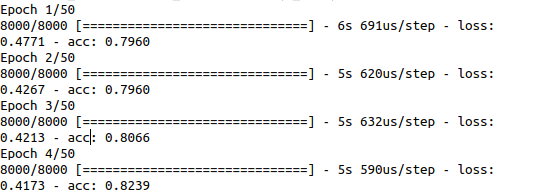 Epoch 1/50
8000/8000 [==============================] - 6s 691us/step - loss:
0.4771 - acc: 0.7960
Epoch 2/50
8000/8000 [==============================] - 5s 620us/step - loss:
0.4267 - acc: 0.7960
Epoch 3/50
8000/8000 [==============================] - 5s 632us/step - loss:
0.4213 - acc: 0.8066
Epoch 4/50
8000/8000 [==============================] - 5s 590us/step - loss:
0.4173 - acc: 0.8239